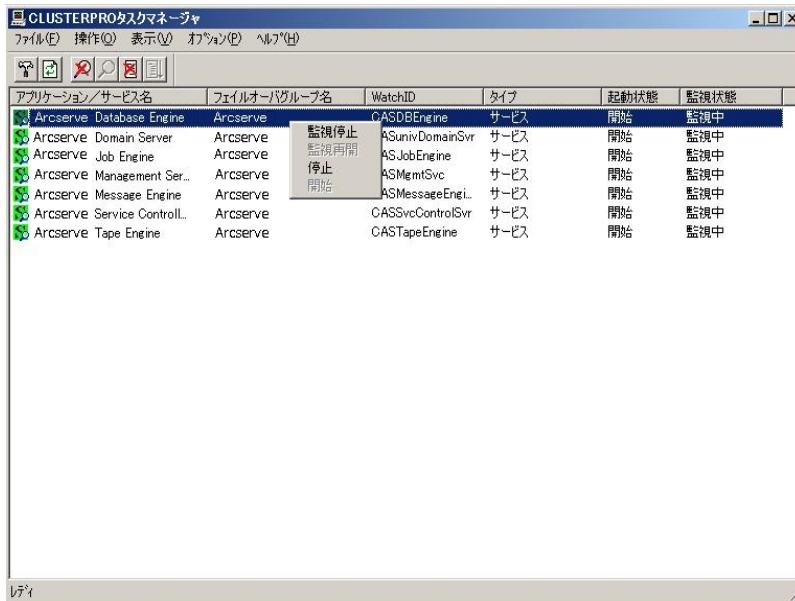 CLUSTERPROタスクマネージャ
ファイル(F) 操作(O) 表示(V) オプション(P) ヘルプ(H)
アプリケーション／サービス名 フェイルオーバグループ名 WatchID タイプ 起動状態 監視状態
Arcserve Database Engine Arcserve CASDBEngine サービス 開始 監視中
Arcserve Domain Server Arcserve ASunivDomainSvr サービス 開始 監視中
Arcserve Job Engine Arcserve ASJobEngine サービス 開始 監視中
Arcserve Management Ser... Arcserve ASMgmtSvc サービス 開始 監視中
Arcserve Message Engine Arcserve ASMessageEngi... サービス 開始 監視中
Arcserve Service Controll... Arcserve CASSvcControlSvr サービス 開始 監視中
Arcserve Tape Engine Arcserve CASTapeEngine サービス 開始 監視中
監視停止
監視再開
停止
開始
レディ